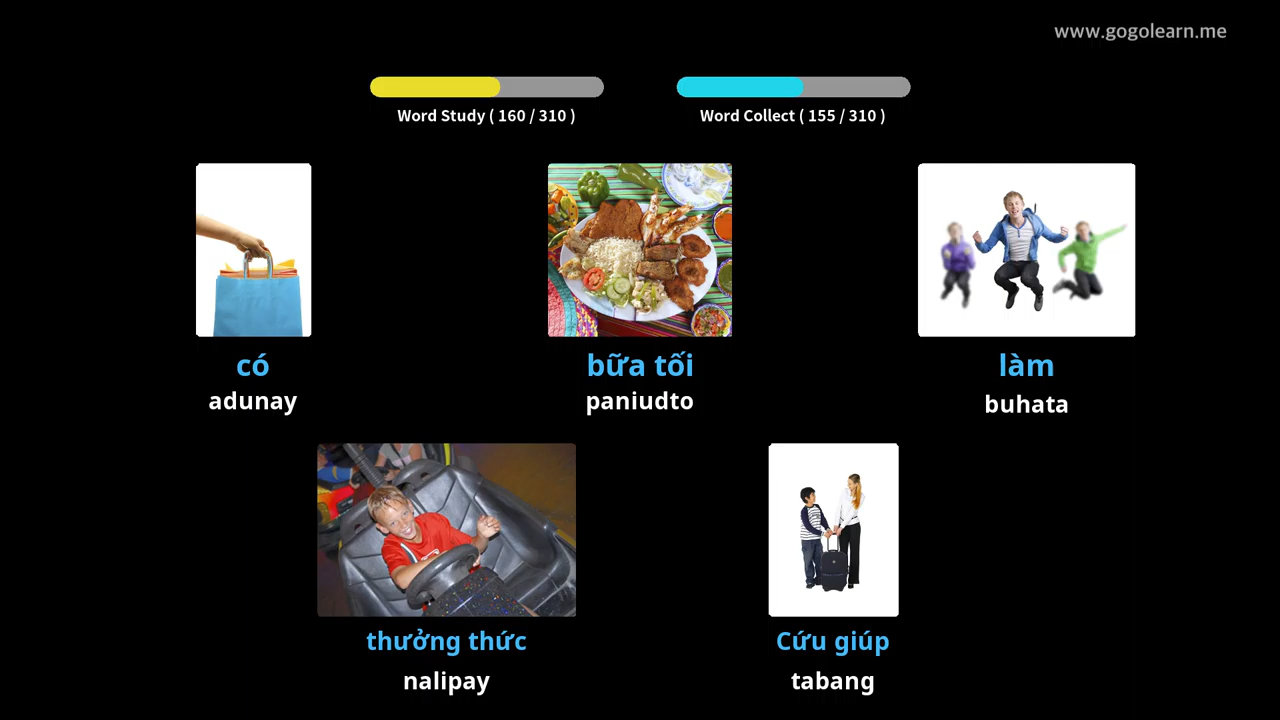 www.gogolearn.me
Word Study ( 160 / 310 )
Word Collect ( 155 / 310 )
có
adunay
bữa tối
paniudto
làm
buhata
thưởng thức
nalipay
Cứu giúp
tabang